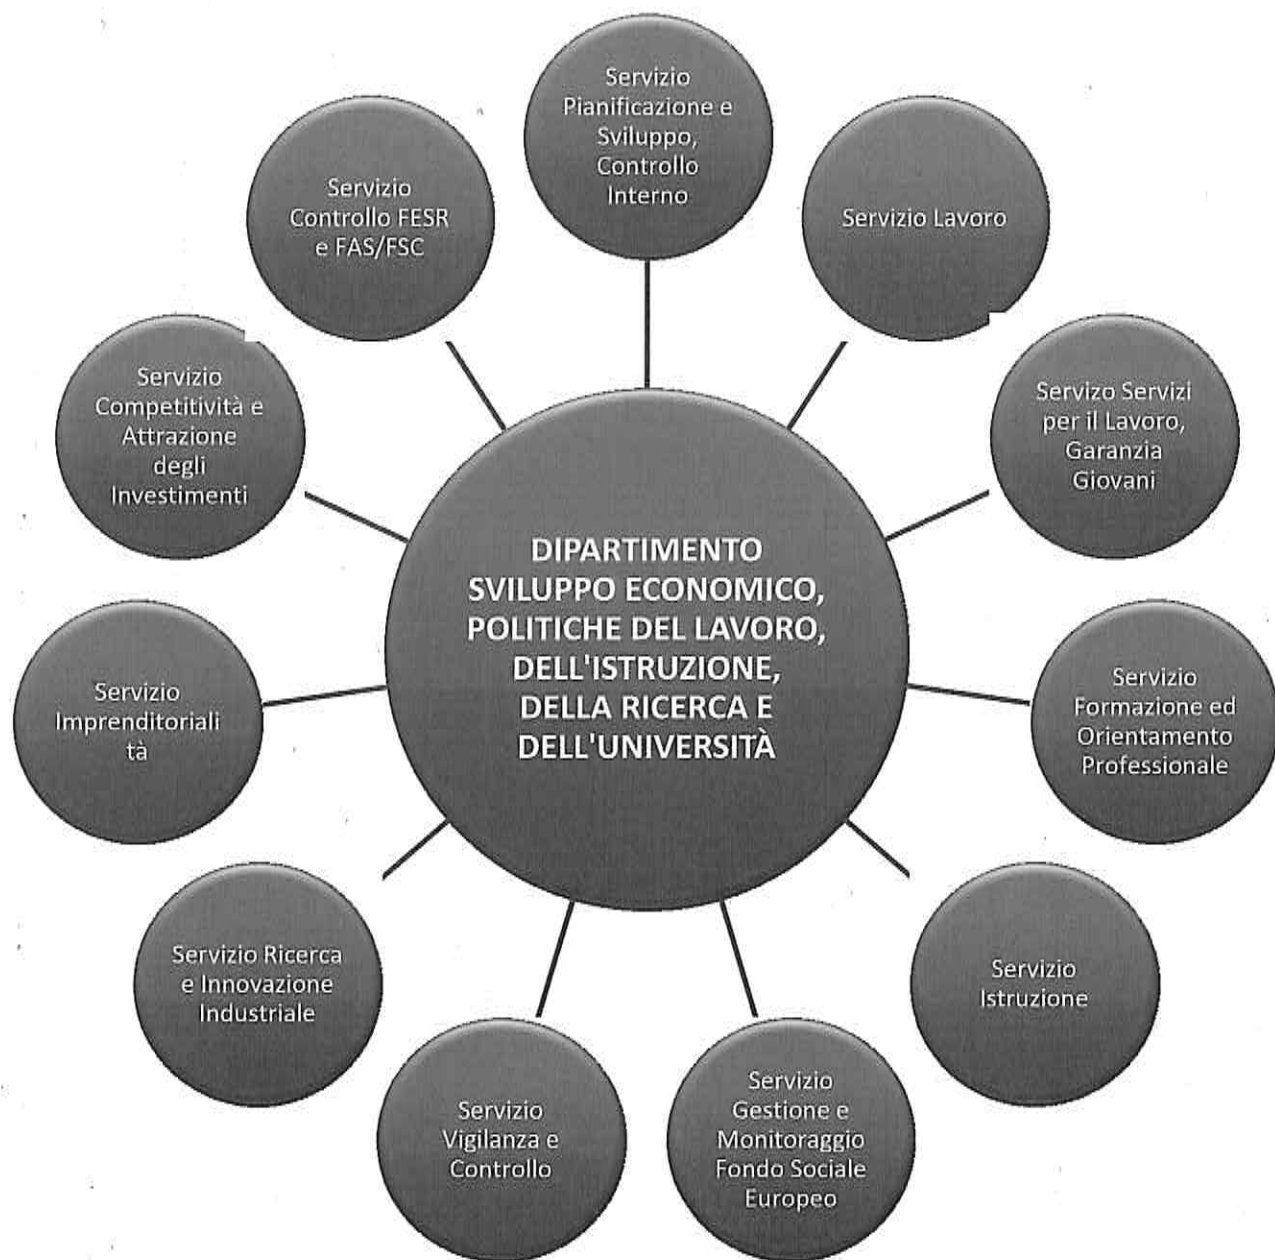 Servizio
Pianificazione e
Sviluppo,
Controllo
Interno
Servizio Lavoro
Servizo Servizi
per il Lavoro,
Garanzia
Giovani
Servizio
Formazione ed
Orientamento
Professionale
Servizio
Istruzione
Servizio
Gestione e
Monitoraggio
Fondo Sociale
Europeo
Servizio
Vigilanza e
Controllo
Servizio Ricerca
e Innovazione
Industriale
Servizio
Imprenditoriali
tà
Servizio
Competitività e
Attrazione
degli
Investimenti
Servizio
Controllo FESR
e FAS/FSC
DIPARTIMENTO
SVILUPPO ECONOMICO,
POLITICHE DEL LAVORO,
DELL'ISTRUZIONE,
DELLA RICERCA E
DELL'UNIVERSITÀ